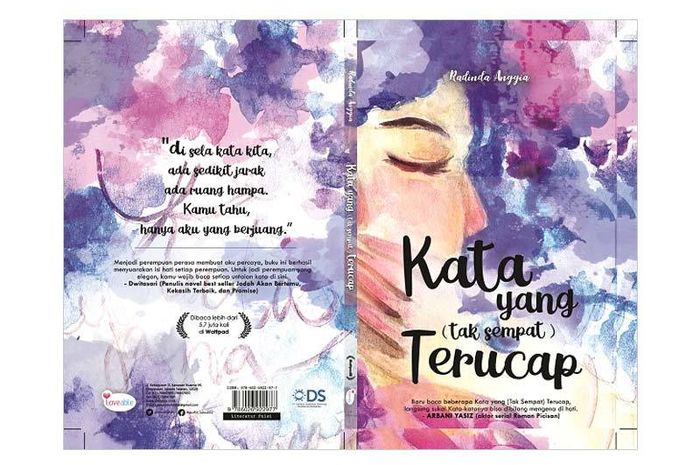 "di sela kata kita,
ada sedikit jarak
ada ruang hampa.
Kamu tahu,
hanya aku yang berjuang."
Menjadi perempuan perasa membuat aku percaya, buku ini berhasil
menyuarakan isi hati setiap perempuan. Untuk jadi perempuan yang
elegan, kamu wajib baca setiap untaian kata di sini.
- Dwitasari (Penulis novel best seller Jodoh Akan Bertemu,
Kekasih Terbaik, dan Promise)
Dibaca lebih dari
5.7 juta kali
di Wattpad
Loveable
DS
Literatur Puisi
Radinda Anggia
Kata yang (tak sempat) Terucap
Radinda Anggia
Kata
yang
(tak sempat)
Terucap
Baru baca beberapa Kata yang (Tak Sempat) Terucap,
langsung suka! Kata-katanya bisa dibilang mengena di hati.
- ARBANI YASIZ (aktor serial Roman Picisan)